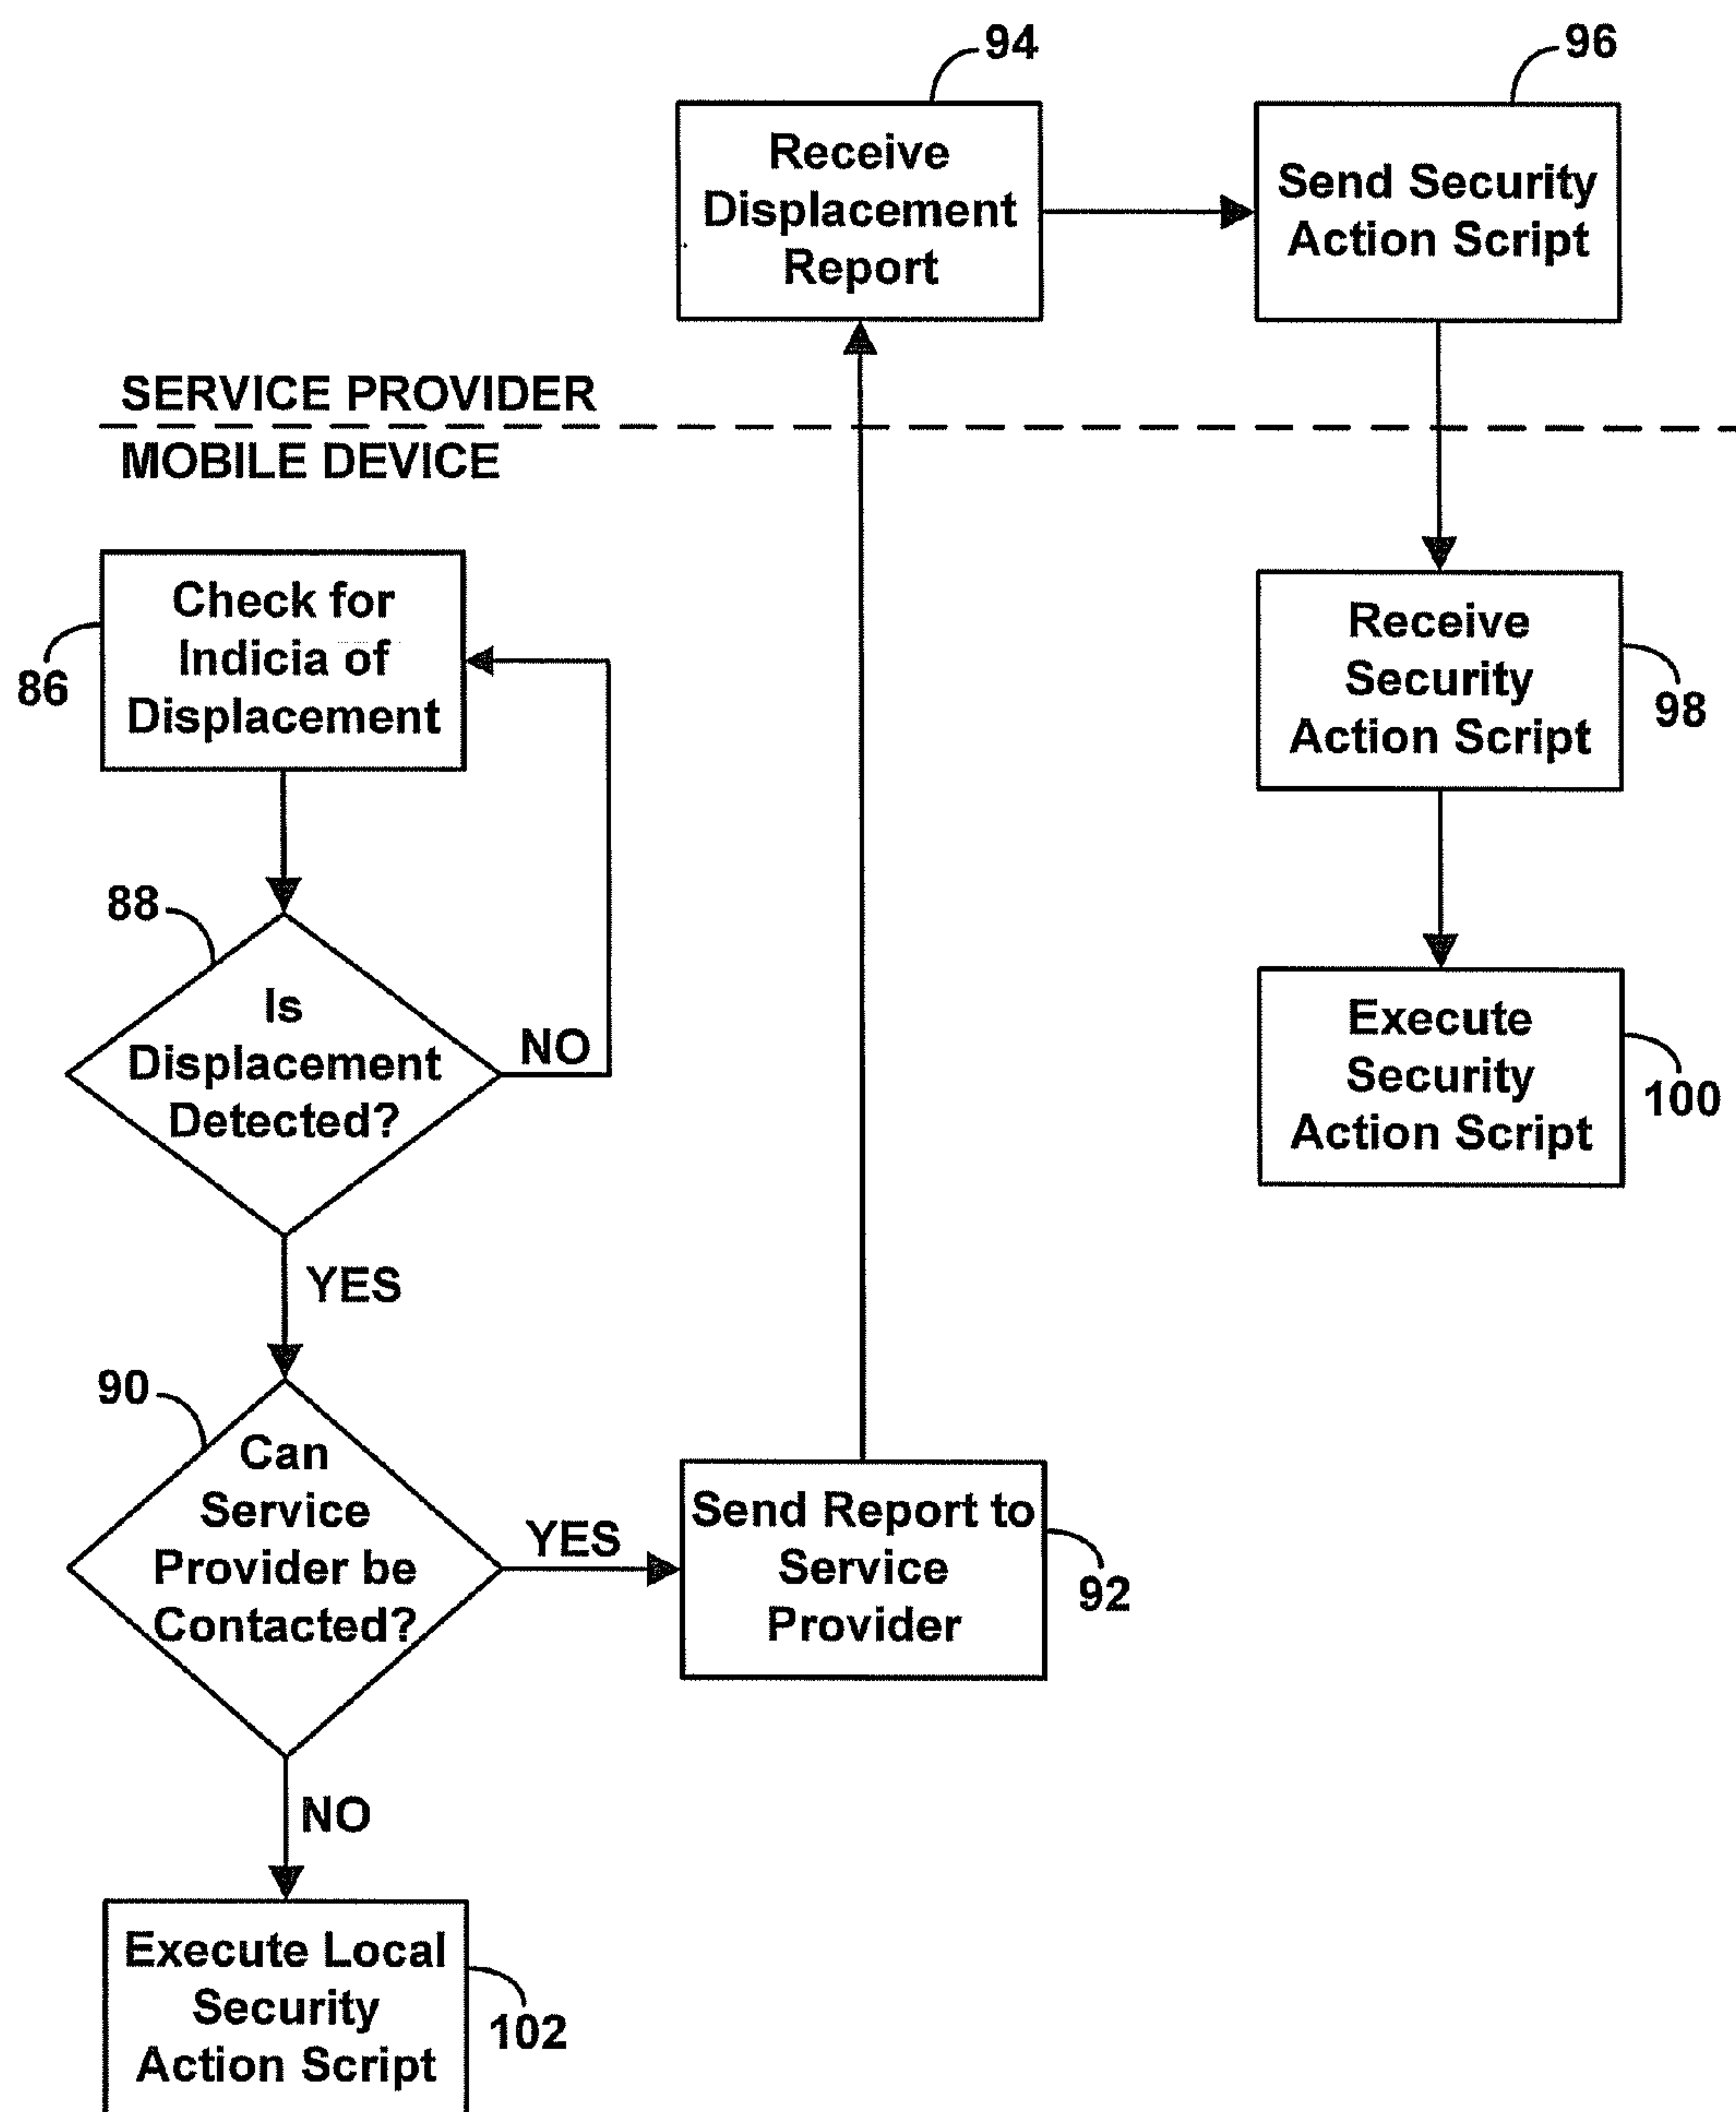 94
96
Receive
Displacement
Report
Send Security
Action Script
SERVICE PROVIDER
MOBILE DEVICE
Check for
Indicia of
Displacement
86
Receive
Security
Action Script
98
88
Is
Displacement
Detected?
NO
Execute
Security
Action Script
100
YES
90
Can
Service
Provider be
Contacted?
YES
Send Report to
Service
Provider
92
NO
Execute Local
Security
Action Script
102